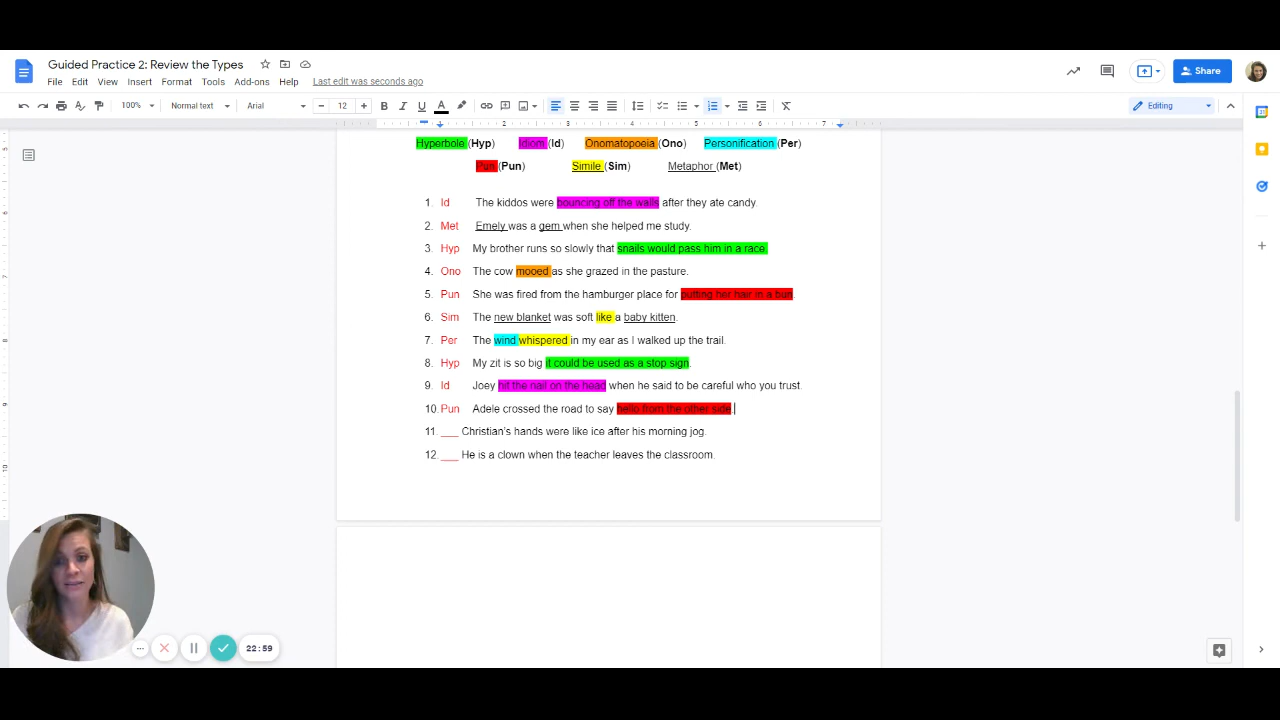 Guided Practice 2: Review the Types
File Edit View Insert Format Tools Add-ons Help Last edit was seconds ago
Share
100% Normal text Arial 12 Editing
1 2 3 4 5 6 7
Hyperbole (Hyp) Idiom (Id) Onomatopoeia (Ono) Personification (Per)
Pun (Pun) Simile (Sim) Metaphor (Met)
1. Id The kiddos were bouncing off the walls after they ate candy.
2. Met Emely was a gem when she helped me study.
3. Hyp My brother runs so slowly that snails would pass him in a race.
4. Ono The cow mooed as she grazed in the pasture.
5. Pun She was fired from the hamburger place for putting her hair in a bun.
6. Sim The new blanket was soft like a baby kitten.
7. Per The wind whispered in my ear as I walked up the trail.
8. Hyp My zit is so big it could be used as a stop sign.
9. Id Joey hit the nail on the head when he said to be careful who you trust.
10. Pun Adele crossed the road to say hello from the other side.
11. ___ Christian's hands were like ice after his morning jog.
12. ___ He is a clown when the teacher leaves the classroom.
22:59